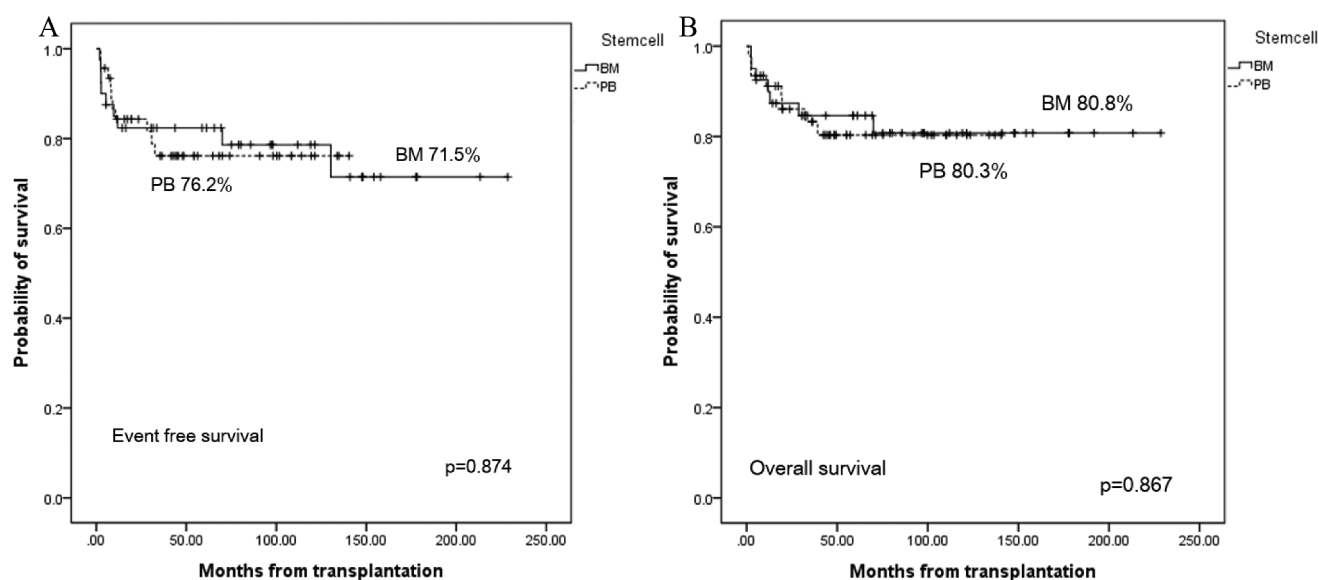 A
Stemcell
BM
PB
1.0
0.8
0.6
0.4
0.2
0.0
Probability of survival
BM 71.5%
PB 76.2%
Event free survival
p=0.874
.00 50.00 100.00 150.00 200.00 250.00
Months from transplantation
B
Stemcell
BM
PB
1.0
0.8
0.6
0.4
0.2
0.0
Probability of survival
BM 80.8%
PB 80.3%
Overall survival
p=0.867
.00 50.00 100.00 150.00 200.00 250.00
Months from transplantation